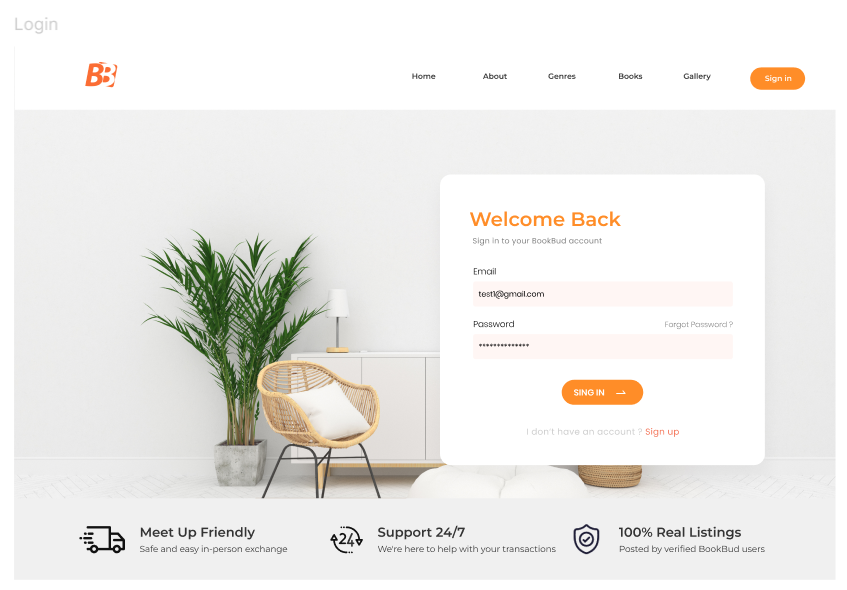 Login
BB
Home About Genres Books Gallery Sign in
Welcome Back
Sign in to your BookBud account
Email
test1@gmail.com
Password Forgot Password ?
**************
SING IN
I don't have an account ? Sign up
Meet Up Friendly
Safe and easy in-person exchange
24
Support 24/7
We're here to help with your transactions
100% Real Listings
Posted by verified BookBud users